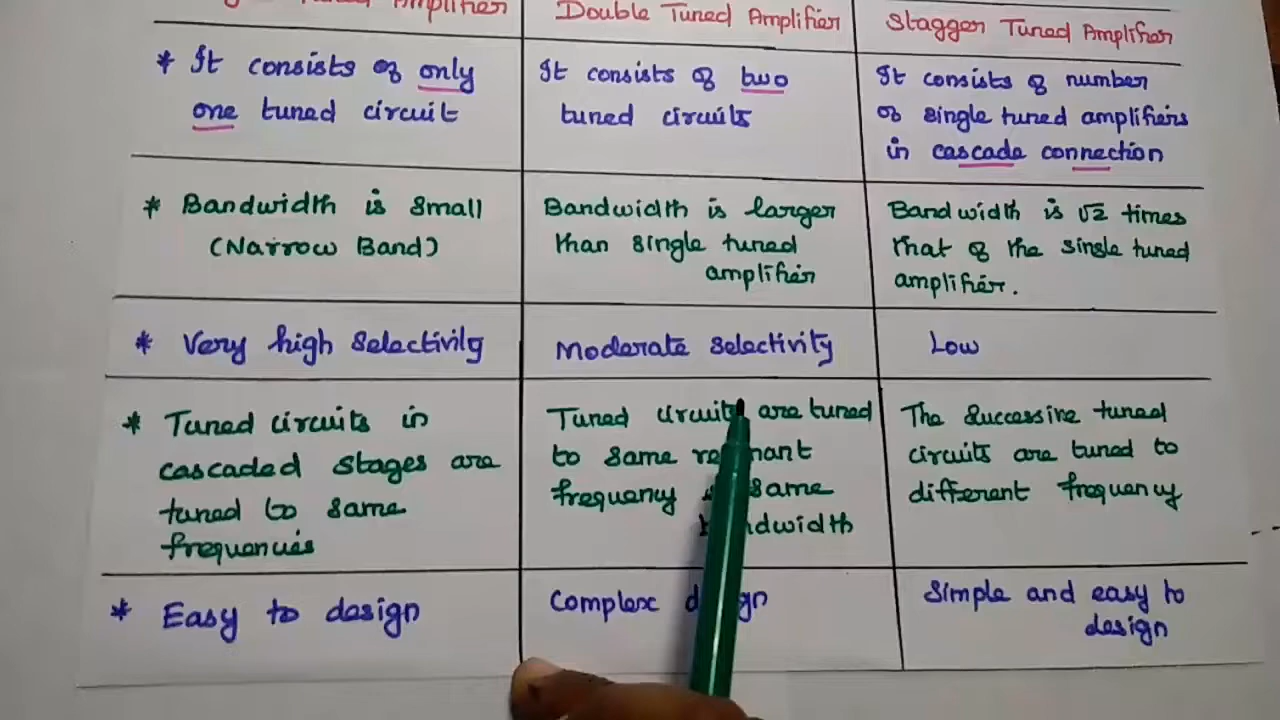 Tuned Amplifier
Double Tuned Amplifier
Stagger Tuned Amplifier
* It consists of only
one tuned circuit
It consists of two
tuned circuits
It consists of number
of single tuned amplifiers
in cascade connection
* Bandwidth is small
(Narrow Band)
Bandwidth is larger
than single tuned
amplifier
Bandwidth is √2 times
that of the single tuned
amplifier.
* Very high selectivity
Moderate selectivity
Low
* Tuned circuits in
cascaded stages are
tuned to same
frequencies
Tuned circuits are tuned
to same
frequency same
The successive tuned
circuits are tuned to
different frequency
* Easy to design
Complex
Simple and easy to
design